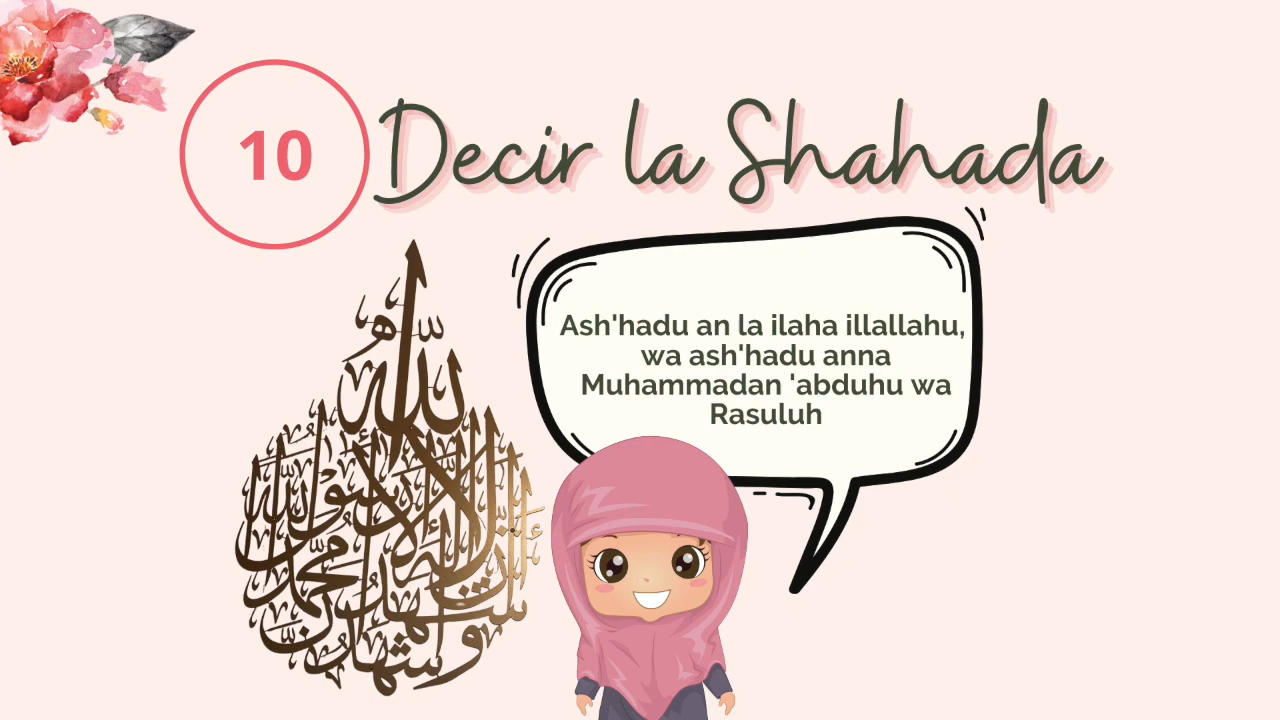 10
Decir la Shahada
Ash'hadu an la ilaha illallahu,
wa ash'hadu anna
Muhammadan 'abduhu wa
Rasuluh